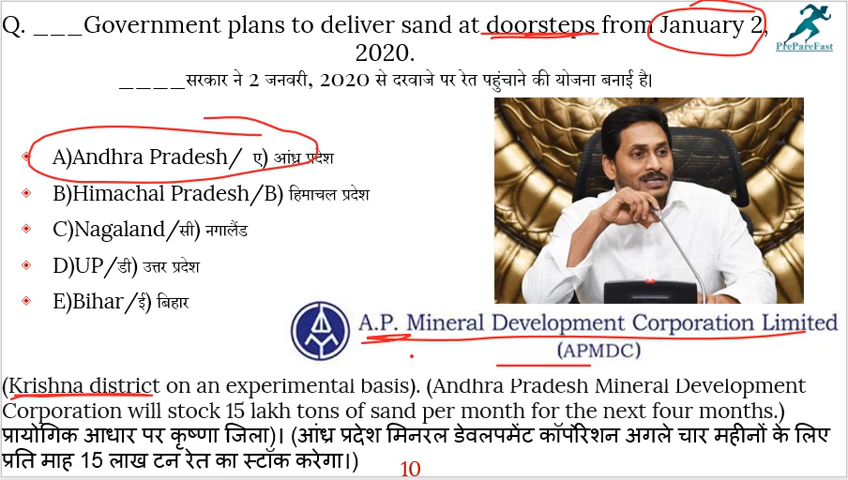 Q. ___Government plans to deliver sand at doorsteps from January 2,
2020.
PrePareFast
____सरकार ने 2 जनवरी, 2020 से दरवाजे पर रेत पहुंचाने की योजना बनाई है।
A)Andhra Pradesh/ ए) आंध्र प्रदेश
B)Himachal Pradesh/B) हिमाचल प्रदेश
C)Nagaland/सी) नगालैंड
D)UP/डी) उत्तर प्रदेश
E)Bihar/ई) बिहार
A.P. Mineral Development Corporation Limited
(APMDC)
(Krishna district on an experimental basis). (Andhra Pradesh Mineral Development
Corporation will stock 15 lakh tons of sand per month for the next four months.)
प्रायोगिक आधार पर कृष्णा जिला)। (आंध्र प्रदेश मिनरल डेवलपमेंट कॉर्पोरेशन अगले चार महीनों के लिए
प्रति माह 15 लाख टन रेत का स्टॉक करेगा।)
10